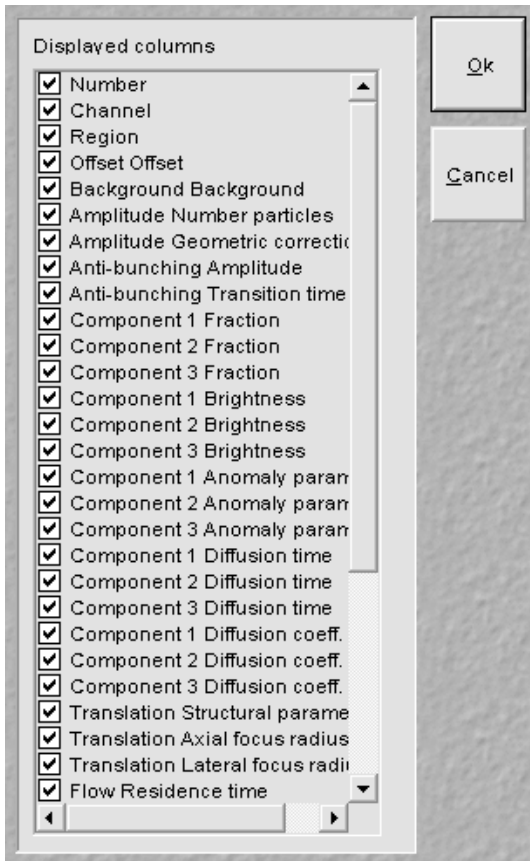 Displayed columns
Number
Channel
Region
Offset Offset
Background Background
Amplitude Number particles
Amplitude Geometric correctic
Anti-bunching Amplitude
Anti-bunching Transition time
Component 1 Fraction
Component 2 Fraction
Component 3 Fraction
Component 1 Brightness
Component 2 Brightness
Component 3 Brightness
Component 1 Anomaly param
Component 2 Anomaly param
Component 3 Anomaly param
Component 1 Diffusion time
Component 2 Diffusion time
Component 3 Diffusion time
Component 1 Diffusion coeff.
Component 2 Diffusion coeff.
Component 3 Diffusion coeff.
Translation Structural parame
Translation Axial focus radius
Translation Lateral focus radiu
Flow Residence time
Ok
Cancel